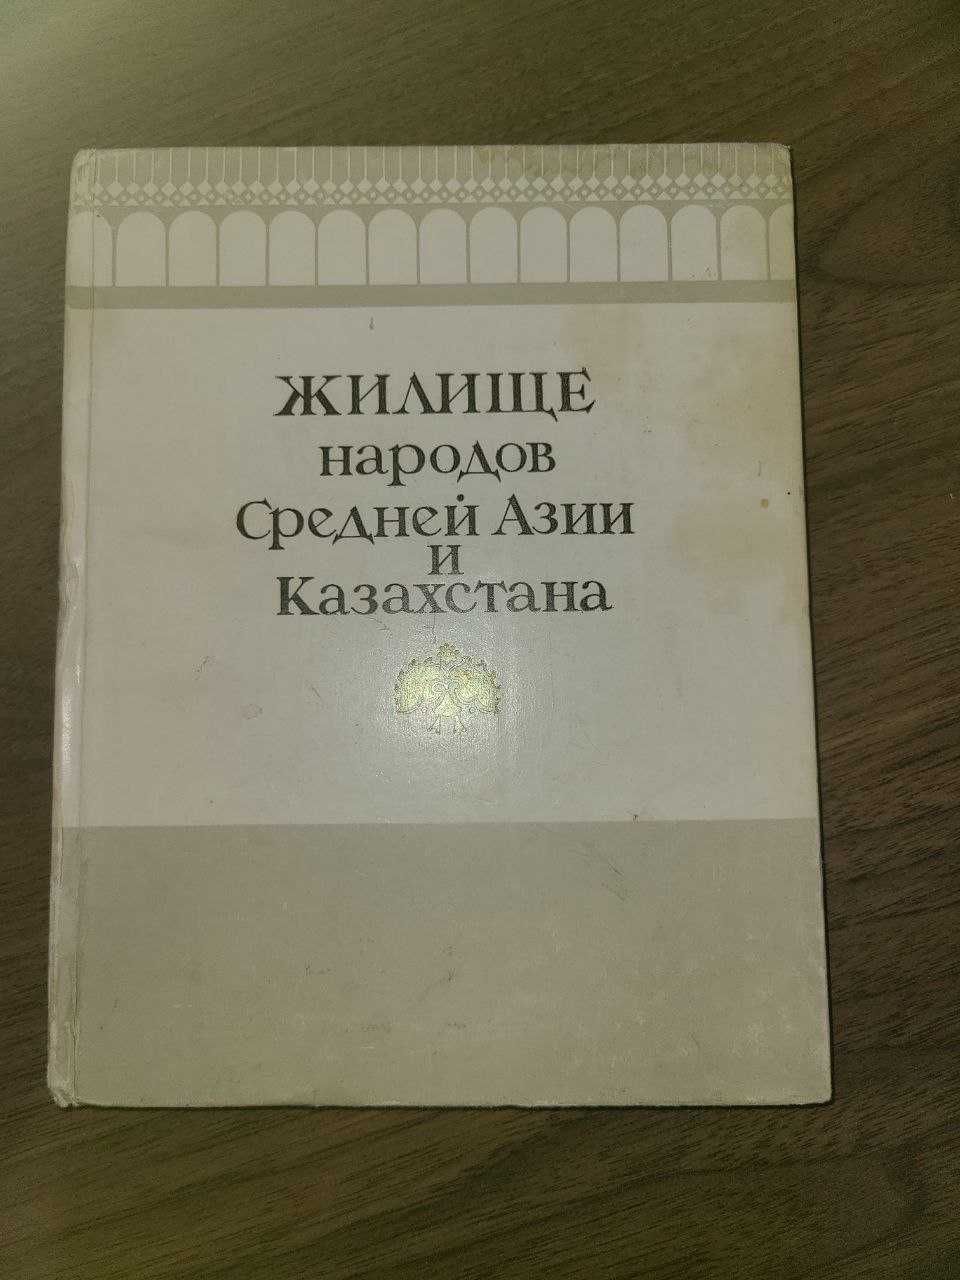 ЖИЛИЩЕ
народов
Средней Азии
и
Казахстана